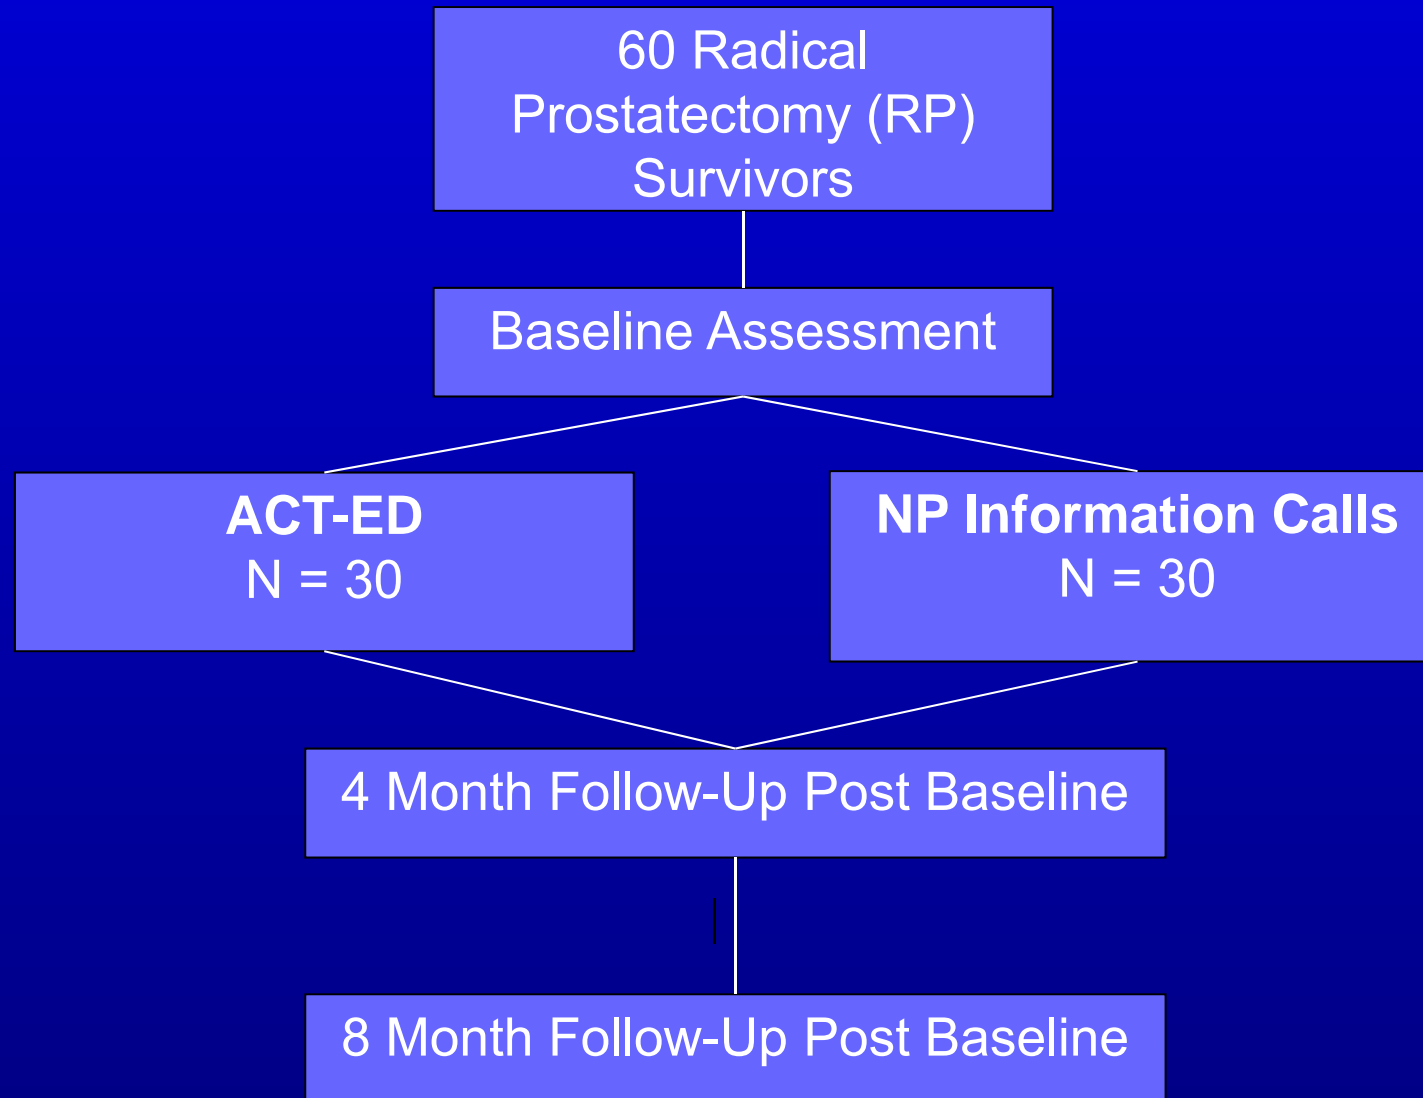 60 Radical
Prostatectomy (RP)
Survivors
Baseline Assessment
ACT-ED
N = 30
NP Information Calls
N = 30
4 Month Follow-Up Post Baseline
8 Month Follow-Up Post Baseline